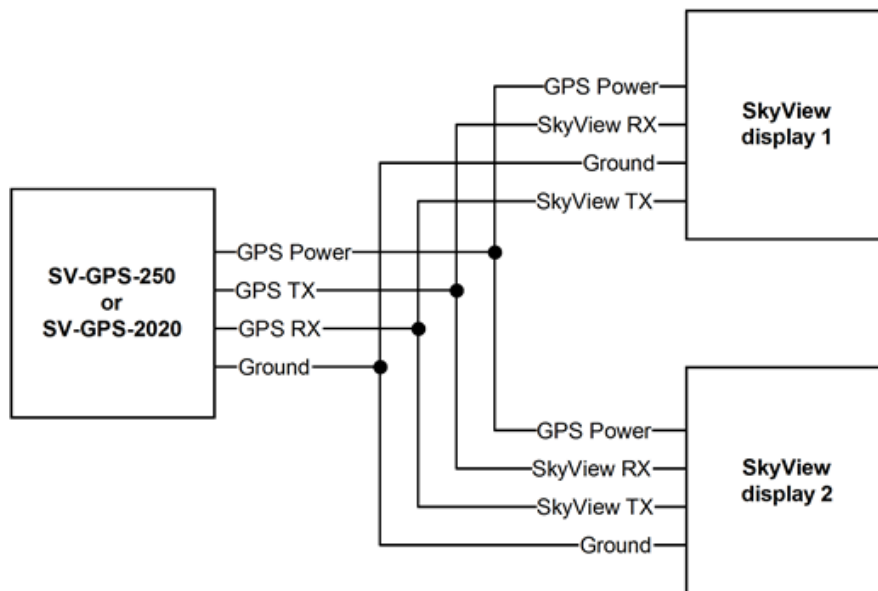 SV-GPS-250
or
SV-GPS-2020
GPS Power
GPS TX
GPS RX
Ground
GPS Power
SkyView RX
Ground
SkyView TX
SkyView
display 1
GPS Power
SkyView RX
SkyView TX
Ground
SkyView
display 2